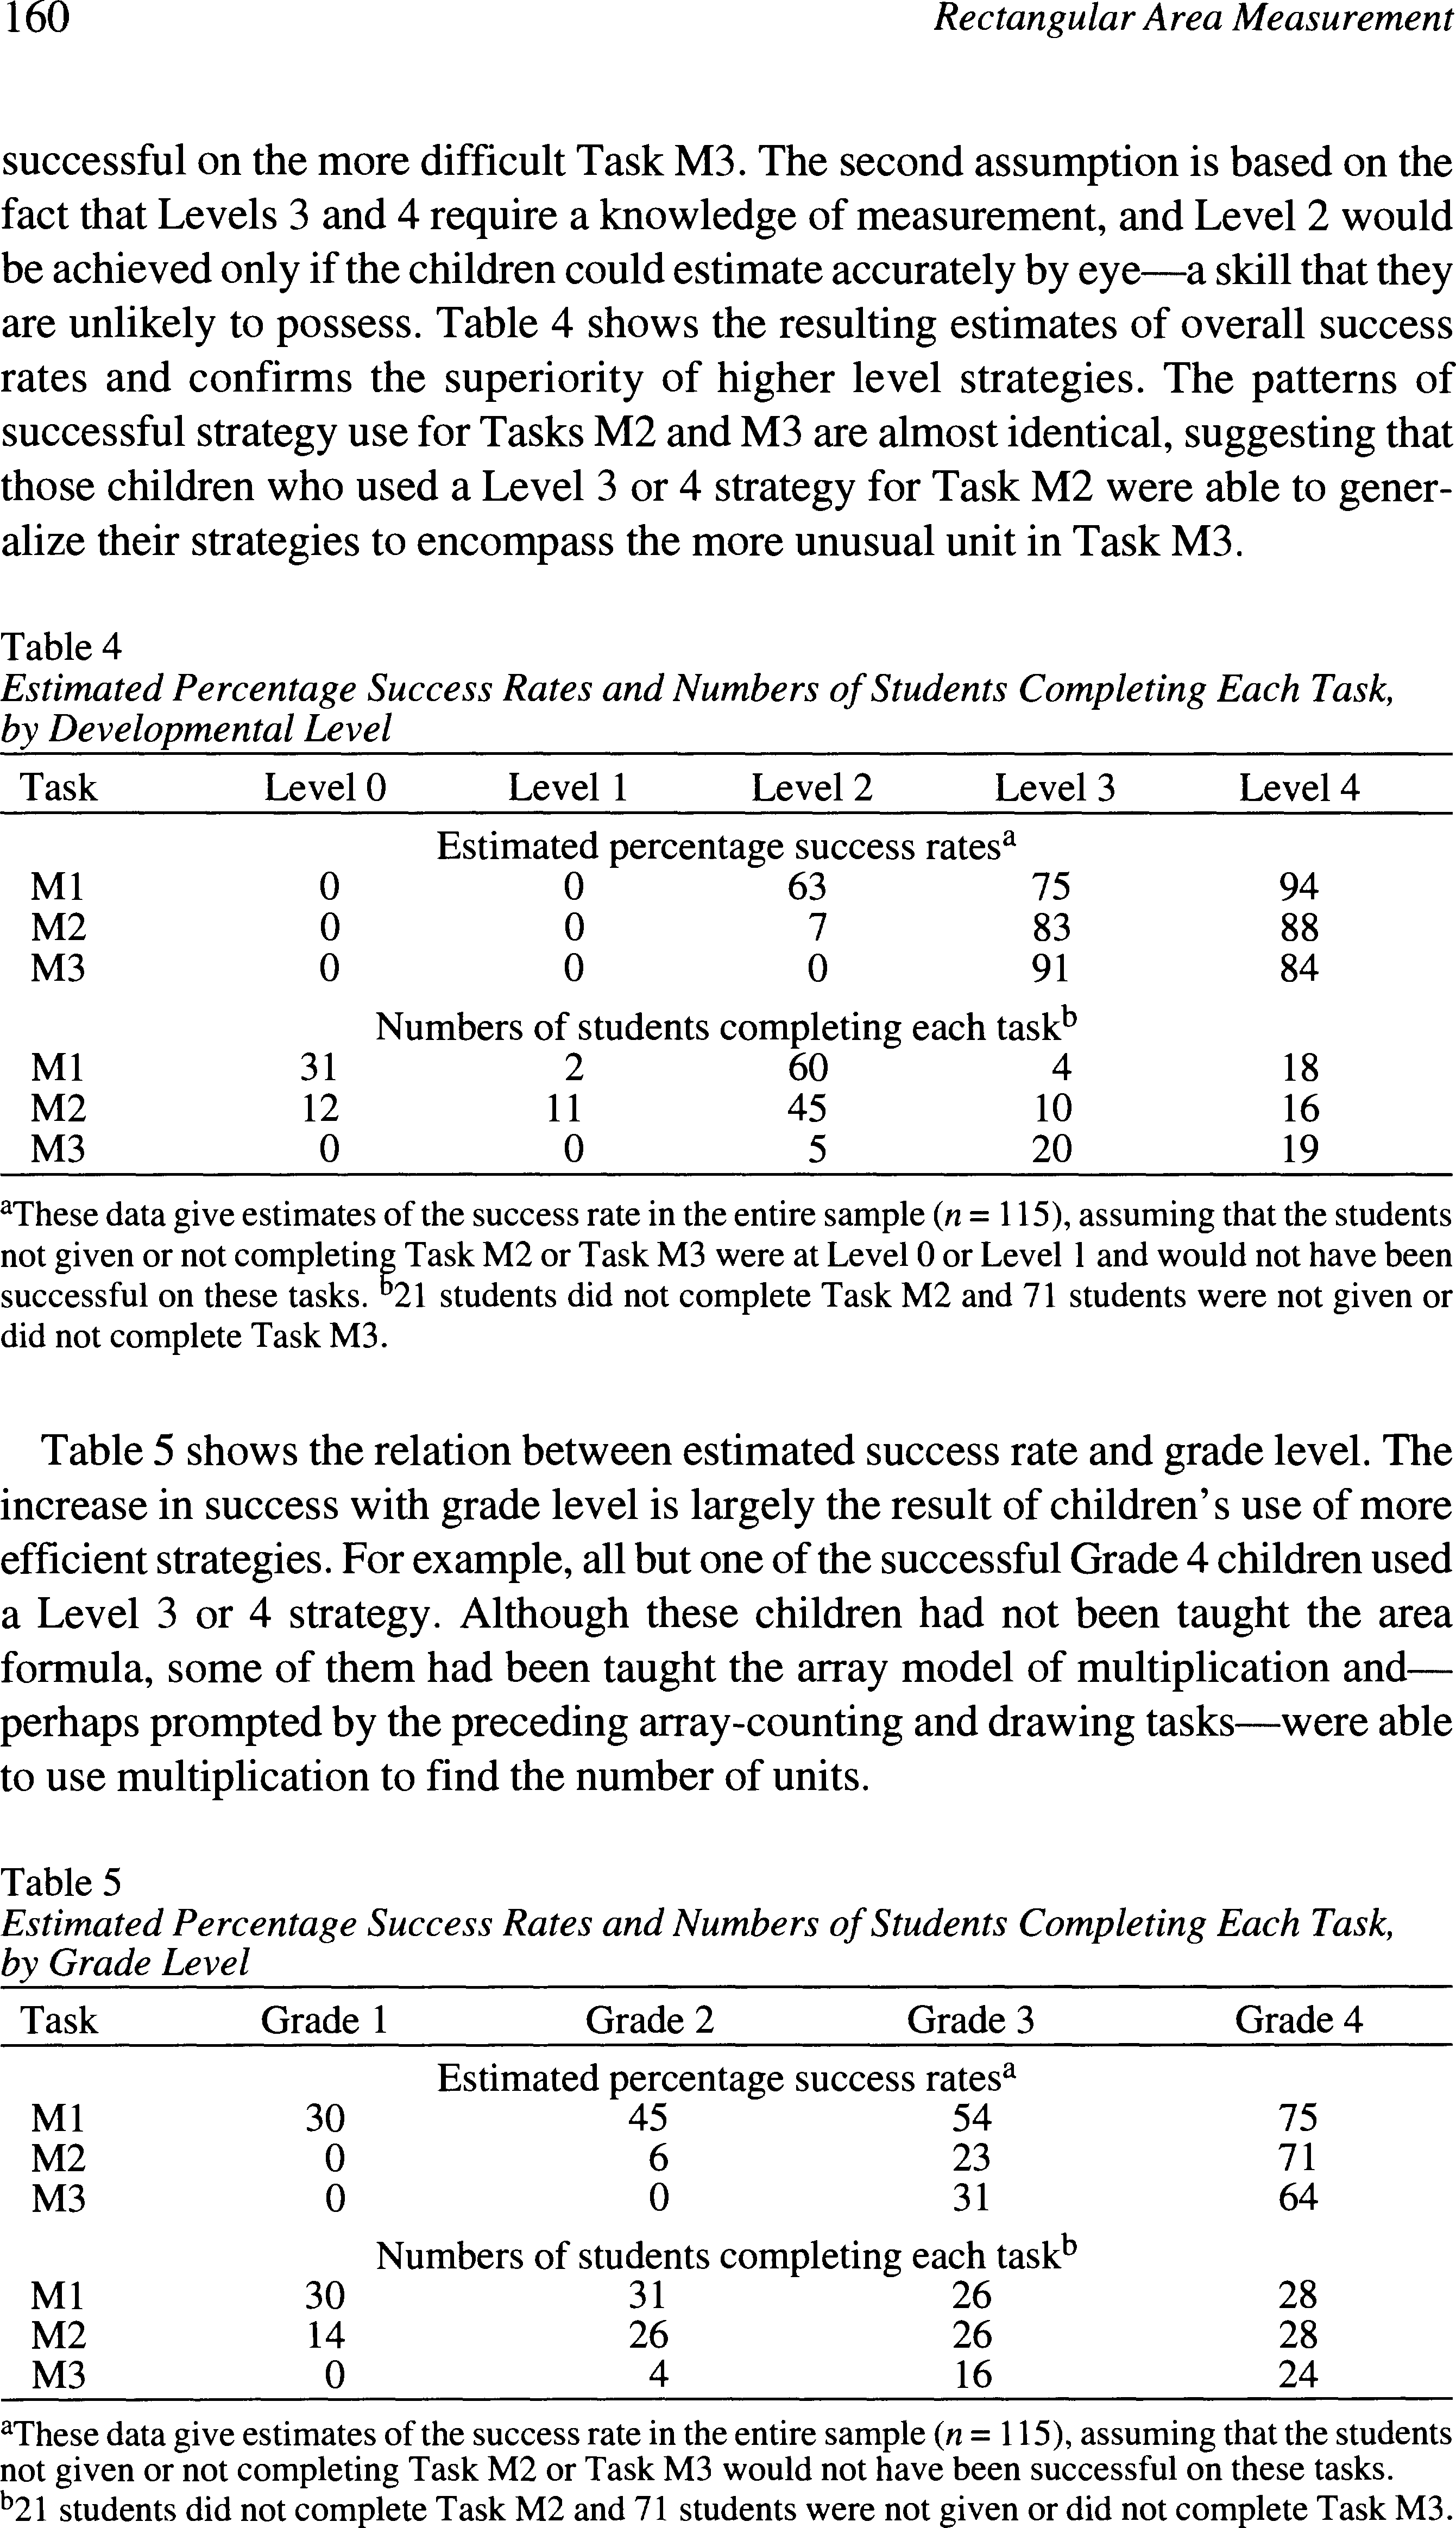 160 Rectangular Area Measurement
successful on the more difficult Task M3. The second assumption is based on the
fact that Levels 3 and 4 require a knowledge of measurement, and Level 2 would
be achieved only if the children could estimate accurately by eye—a skill that they
are unlikely to possess. Table 4 shows the resulting estimates of overall success
rates and confirms the superiority of higher level strategies. The patterns of
successful strategy use for Tasks M2 and M3 are almost identical, suggesting that
those children who used a Level 3 or 4 strategy for Task M2 were able to gener-
alize their strategies to encompass the more unusual unit in Task M3.
Table 4
Estimated Percentage Success Rates and Numbers of Students Completing Each Task,
by Developmental Level
Task Level 0 Level 1 Level 2 Level 3 Level 4
Estimated percentage success ratesᵃ
M1 0 0 63 75 94
M2 0 0 7 83 88
M3 0 0 0 91 84
Numbers of students completing each taskᵇ
M1 31 2 60 4 18
M2 12 11 45 10 16
M3 0 0 5 20 19
ᵃThese data give estimates of the success rate in the entire sample (n = 115), assuming that the students
not given or not completing Task M2 or Task M3 were at Level 0 or Level 1 and would not have been
successful on these tasks. ᵇ21 students did not complete Task M2 and 71 students were not given or
did not complete Task M3.
Table 5 shows the relation between estimated success rate and grade level. The
increase in success with grade level is largely the result of children's use of more
efficient strategies. For example, all but one of the successful Grade 4 children used
a Level 3 or 4 strategy. Although these children had not been taught the area
formula, some of them had been taught the array model of multiplication and—
perhaps prompted by the preceding array-counting and drawing tasks—were able
to use multiplication to find the number of units.
Table 5
Estimated Percentage Success Rates and Numbers of Students Completing Each Task,
by Grade Level
Task Grade 1 Grade 2 Grade 3 Grade 4
Estimated percentage success ratesᵃ
M1 30 45 54 75
M2 0 6 23 71
M3 0 0 31 64
Numbers of students completing each taskᵇ
M1 30 31 26 28
M2 14 26 26 28
M3 0 4 16 24
ᵃThese data give estimates of the success rate in the entire sample (n = 115), assuming that the students
not given or not completing Task M2 or Task M3 would not have been successful on these tasks.
ᵇ21 students did not complete Task M2 and 71 students were not given or did not complete Task M3.